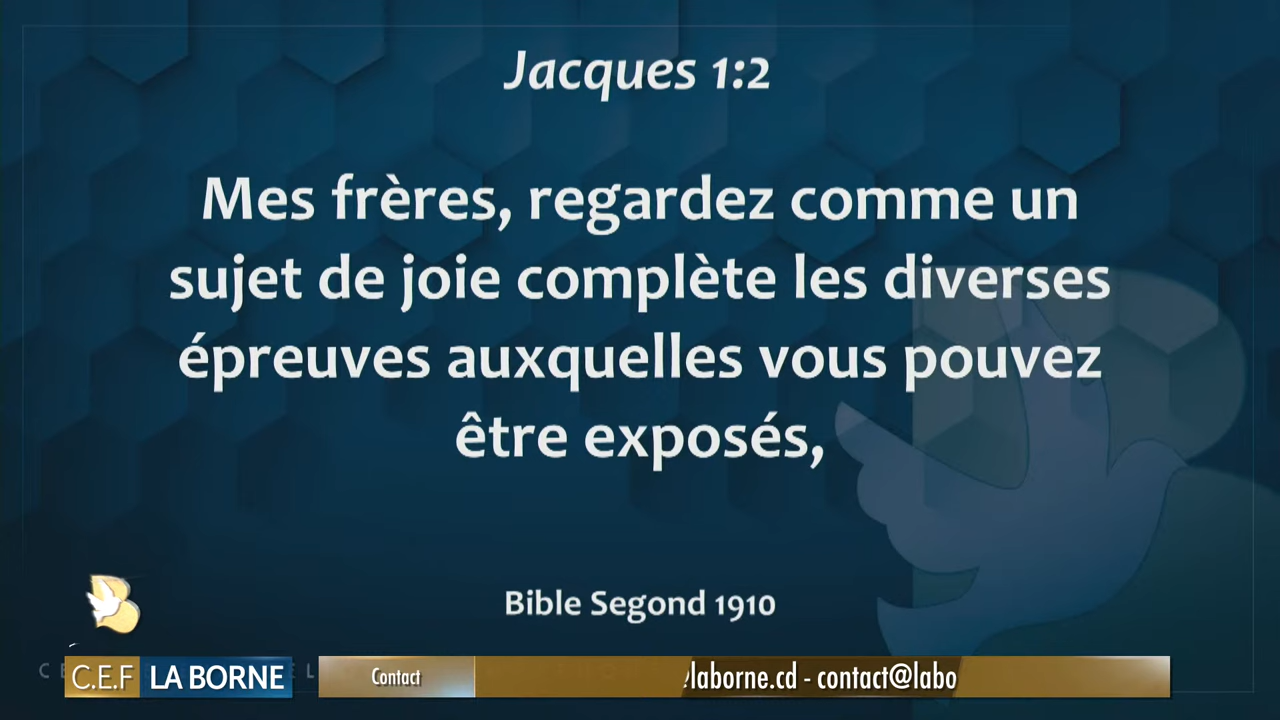 Jacques 1:2
Mes frères, regardez comme un
sujet de joie complète les diverses
épreuves auxquelles vous pouvez
être exposés,
Bible Segond 1910
C.E.F LA BORNE
Contact
laborne.cd - contact@labo